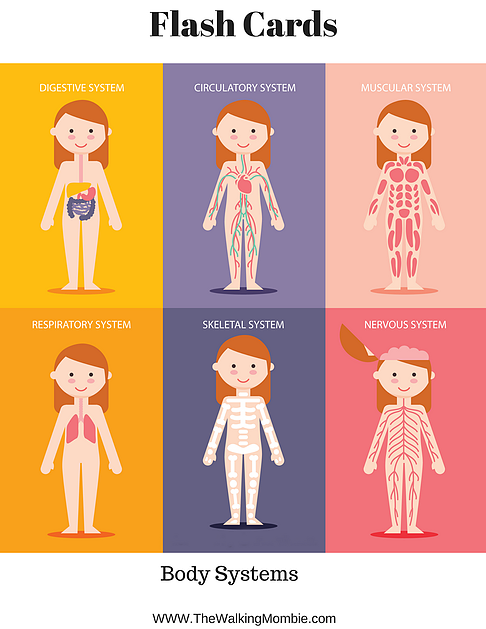 Flash Cards
DIGESTIVE SYSTEM
CIRCULATORY SYSTEM
MUSCULAR SYSTEM
RESPIRATORY SYSTEM
SKELETAL SYSTEM
NERVOUS SYSTEM
Body Systems
WWW.TheWalkingMombie.com